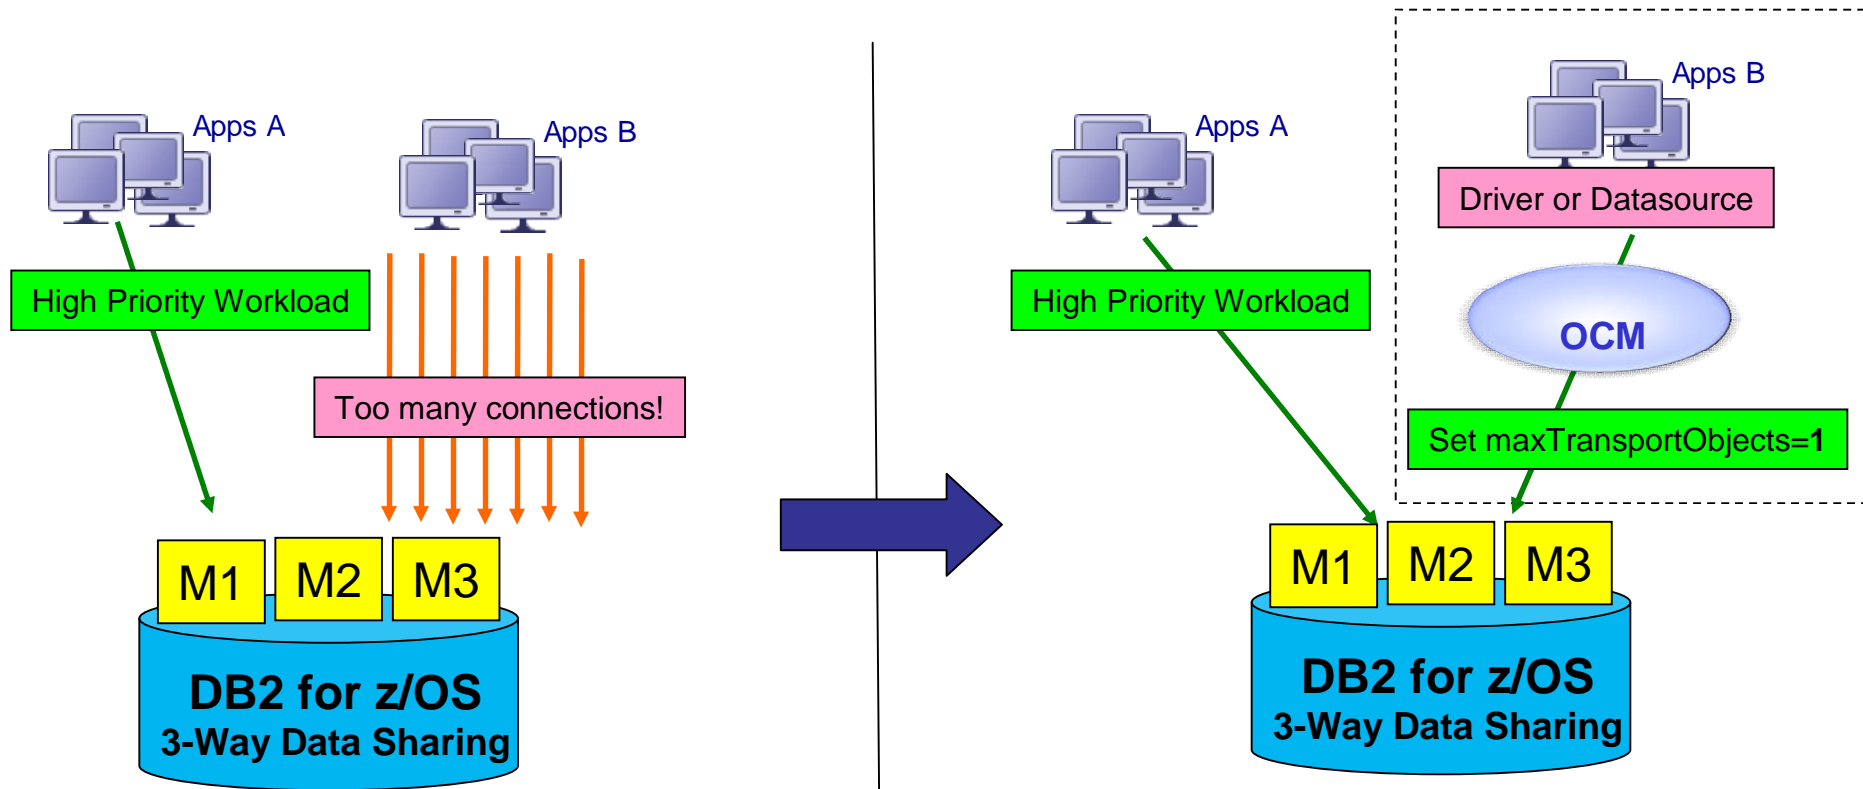 Apps A
Apps B
High Priority Workload
Too many connections!
M1
M2
M3
DB2 for z/OS
3-Way Data Sharing
Apps A
Apps B
Driver or Datasource
High Priority Workload
OCM
Set maxTransportObjects=1
M1
M2
M3
DB2 for z/OS
3-Way Data Sharing